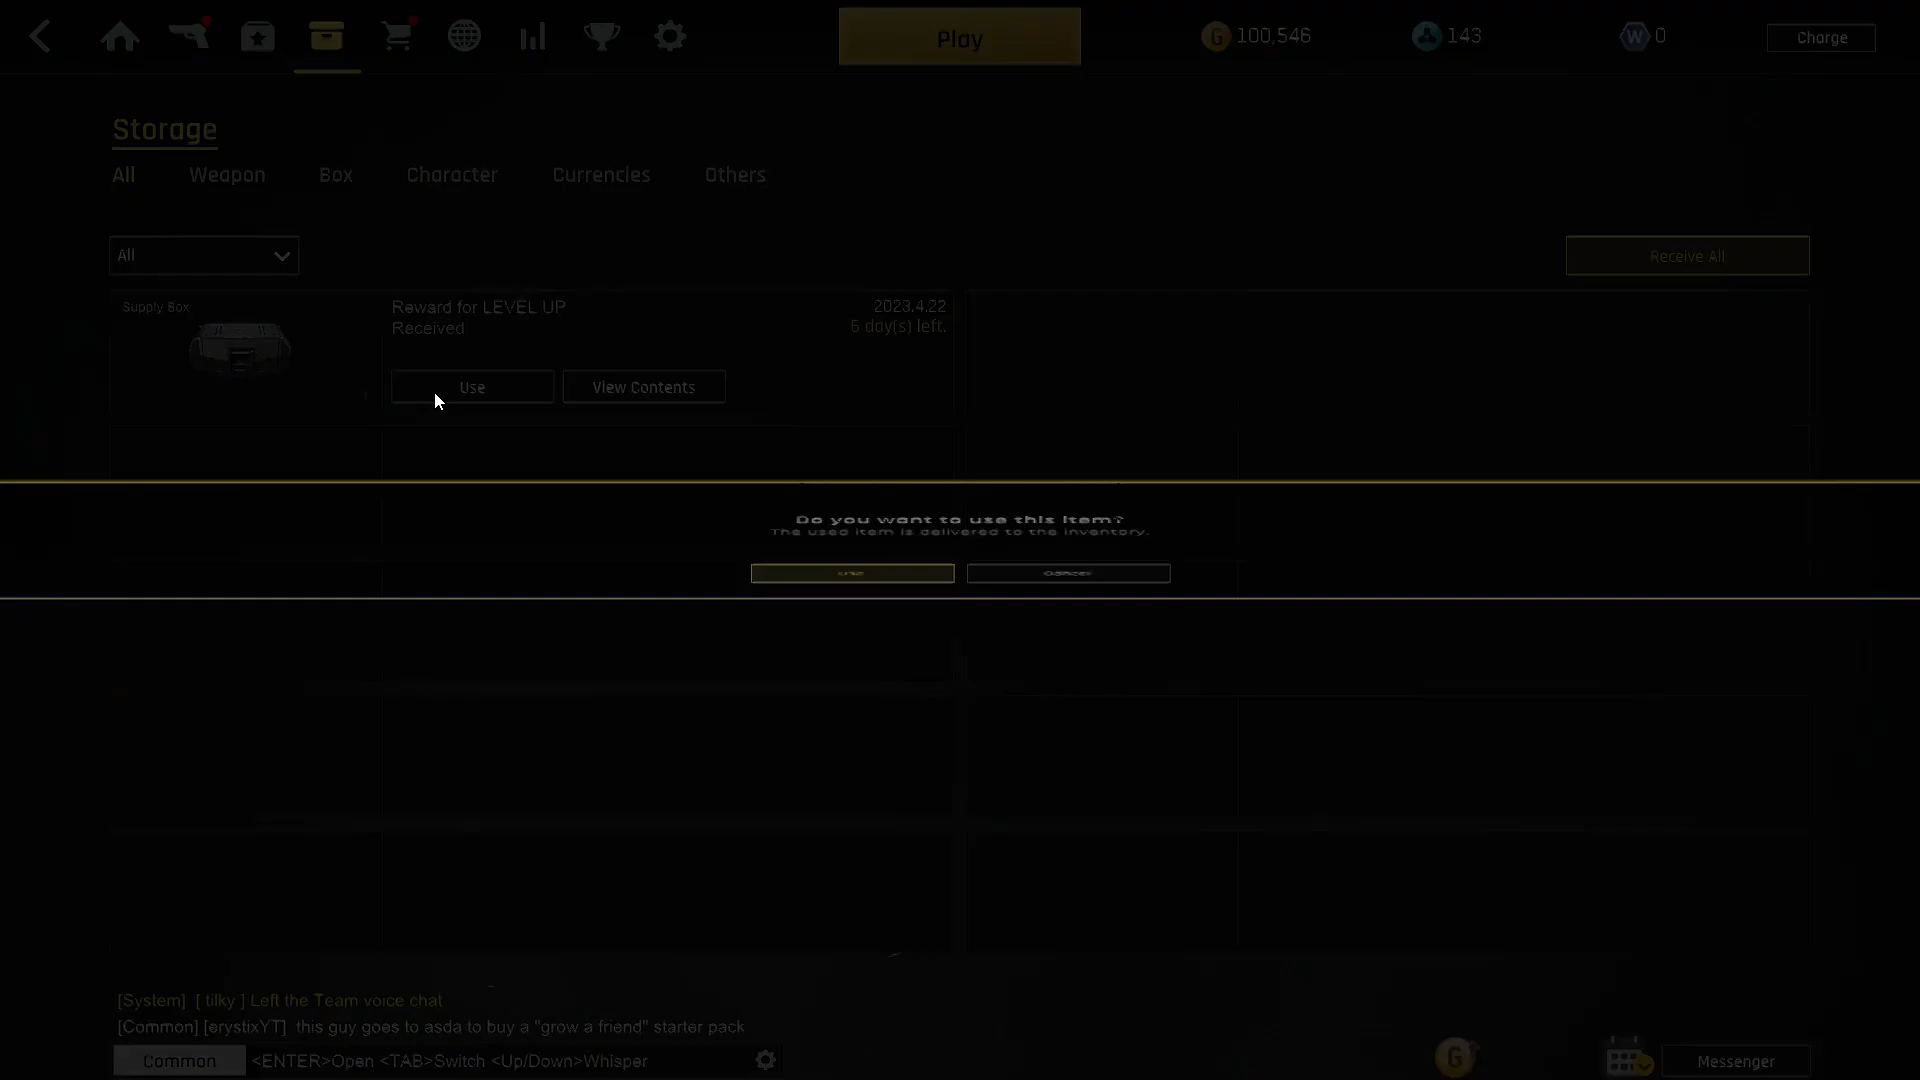 Play
G 100,546
143
W 0
Charge
Storage
All Weapon Box Character Currencies Others
All
Receive All
Supply Box
Reward for LEVEL UP
Received
2023.4.22
6 day(s) left.
Use
View Contents
Do you want to use this item?
The used item is delivered to the inventory.
Use
Cancel
[System] [ tilky ] Left the Team voice chat
[Common] [erystixYT] this guy goes to asda to buy a "grow a friend" starter pack
Common
<ENTER>Open <TAB>Switch <Up/Down>Whisper
G
Messenger